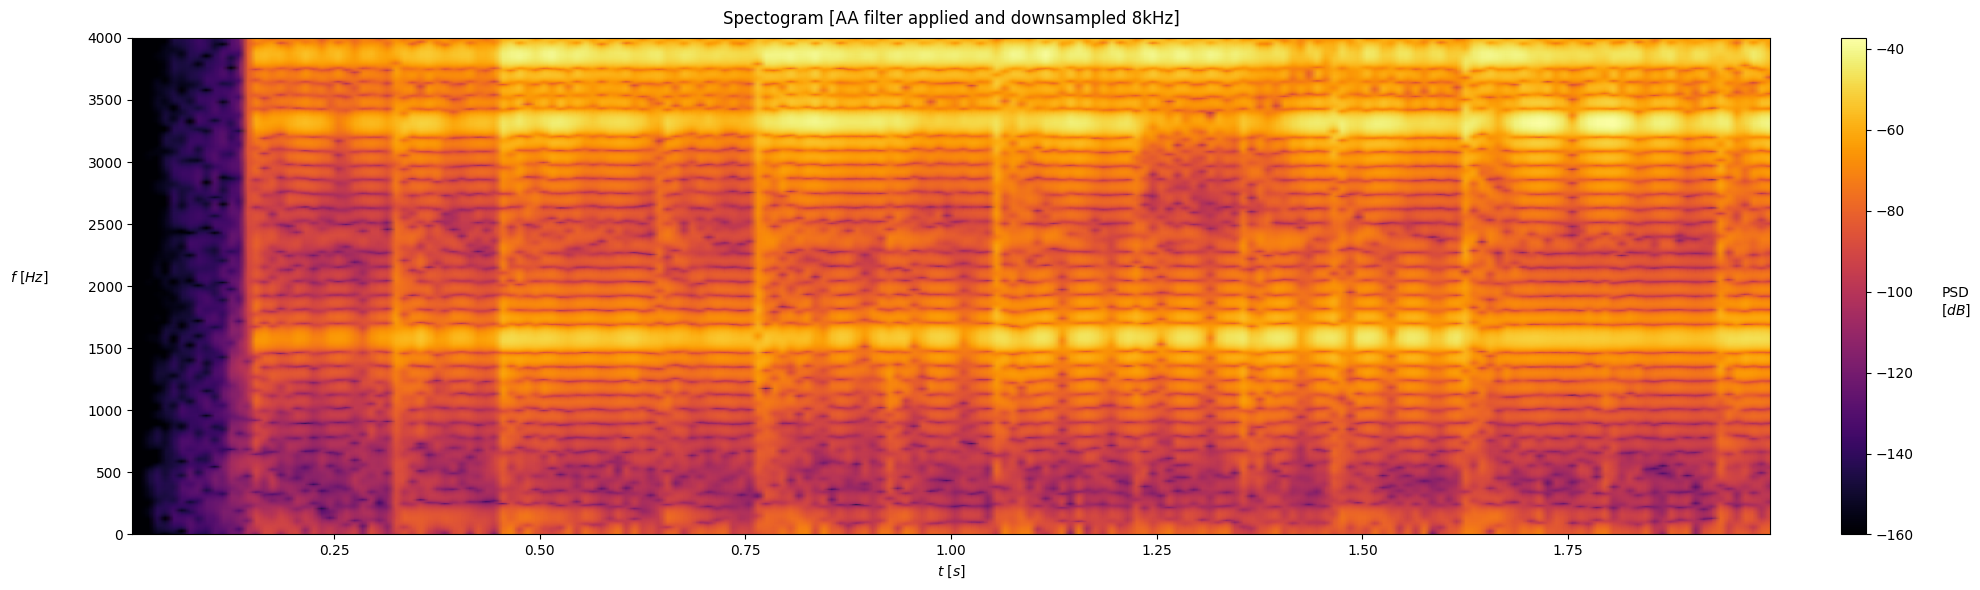 Spectogram [AA filter applied and downsampled 8kHz]
4000
3500
3000
2500
2000
1500
1000
500
0
f [Hz]
0.25 0.50 0.75 1.00 1.25 1.50 1.75
t [s]
−40
−60
−80
−100
−120
−140
−160
PSD
[dB]